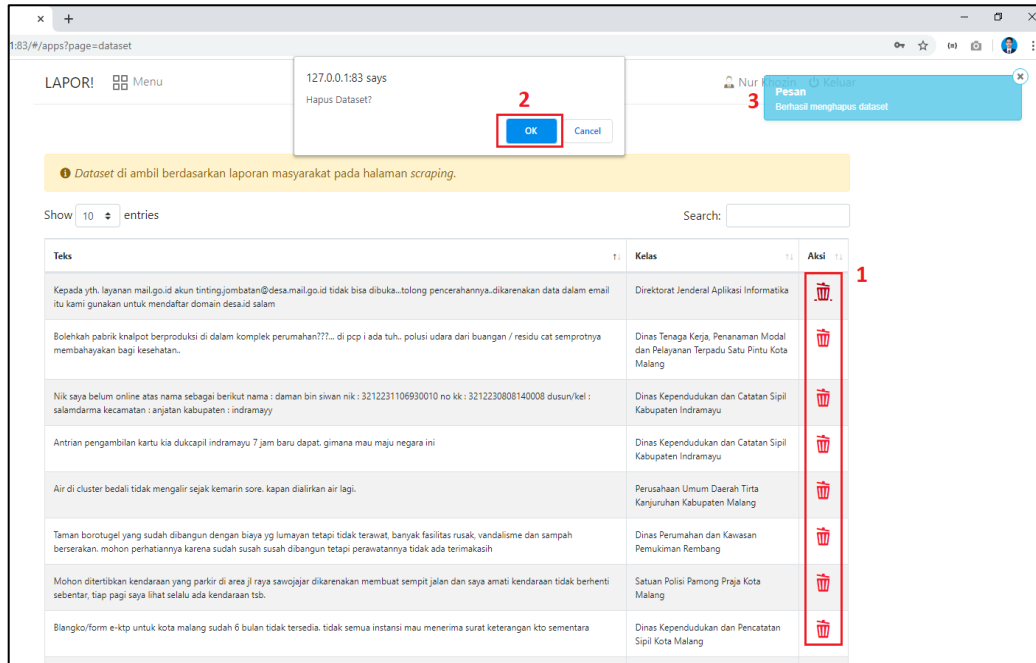 × +
1:83/#/apps?page=dataset
LAPOR! Menu
Nur Khozin Keluar
127.0.0.1:83 says
Hapus Dataset?
2
OK Cancel
3
Pesan
Berhasil menghapus dataset
Dataset di ambil berdasarkan laporan masyarakat pada halaman scraping.
Show 10 entries
Search:
Teks Kelas Aksi
1
Kepada yth. layanan mail.go.id akun tinting.jombatan@desa.mail.go.id tidak bisa dibuka...tolong pencerahannya..dikarenakan data dalam email
itu kami gunakan untuk mendaftar domain desa.id salam
Direktorat Jenderal Aplikasi Informatika
Bolehkah pabrik knalpot berproduksi di dalam komplek perumahan???... di pcp i ada tuh.. polusi udara dari buangan / residu cat semprotnya
membahayakan bagi kesehatan..
Dinas Tenaga Kerja, Penanaman Modal
dan Pelayanan Terpadu Satu Pintu Kota
Malang
Nik saya belum online atas nama sebagai berikut nama : daman bin siwan nik : 3212231106930010 no kk : 3212230808140008 dusun/kel :
salamdarma kecamatan : anjatan kabupaten : indramayy
Dinas Kependudukan dan Catatan Sipil
Kabupaten Indramayu
Antrian pengambilan kartu kia dukcapil indramayu 7 jam baru dapat. gimana mau maju negara ini
Dinas Kependudukan dan Catatan Sipil
Kabupaten Indramayu
Air di cluster bedali tidak mengalir sejak kemarin sore. kapan dialirkan air lagi.
Perusahaan Umum Daerah Tirta
Kanjuruhan Kabupaten Malang
Taman borotugel yang sudah dibangun dengan biaya yg lumayan tetapi tidak terawat, banyak fasilitas rusak, vandalisme dan sampah
berserakan. mohon perhatiannya karena sudah susah susah dibangun tetapi perawatannya tidak ada terimakasih
Dinas Perumahan dan Kawasan
Pemukiman Rembang
Mohon ditertibkan kendaraan yang parkir di area jl raya sawojajar dikarenakan membuat sempit jalan dan saya amati kendaraan tidak berhenti
sebentar, tiap pagi saya lihat selalu ada kendaraan tsb.
Satuan Polisi Pamong Praja Kota
Malang
Blangko/form e-ktp untuk kota malang sudah 6 bulan tidak tersedia. tidak semua instansi mau menerima surat keterangan kto sementara
Dinas Kependudukan dan Pencatatan
Sipil Kota Malang